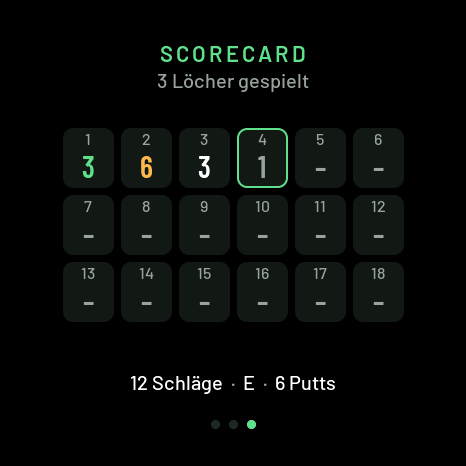 SCORECARD
3 Löcher gespielt
1 2 3 4 5 6
3 6 3 1 – –
7 8 9 10 11 12
– – – – – –
13 14 15 16 17 18
– – – – – –
12 Schläge · E · 6 Putts